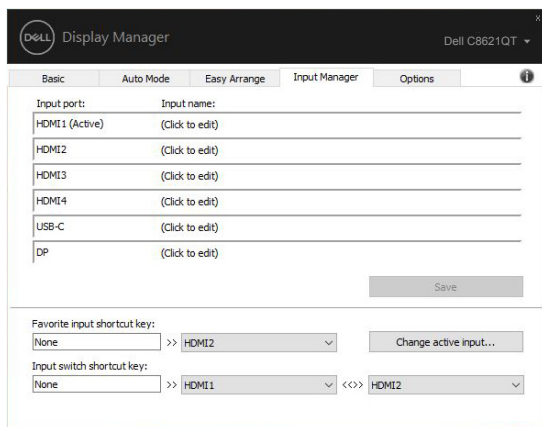 DELL Display Manager
x
Dell C8621QT
Basic Auto Mode Easy Arrange Input Manager Options i
Input port: Input name:
HDMI1 (Active) (Click to edit)
HDMI2 (Click to edit)
HDMI3 (Click to edit)
HDMI4 (Click to edit)
USB-C (Click to edit)
DP (Click to edit)
Save
Favorite input shortcut key:
None >> HDMI2 Change active input...
Input switch shortcut key:
None >> HDMI1 <<>> HDMI2